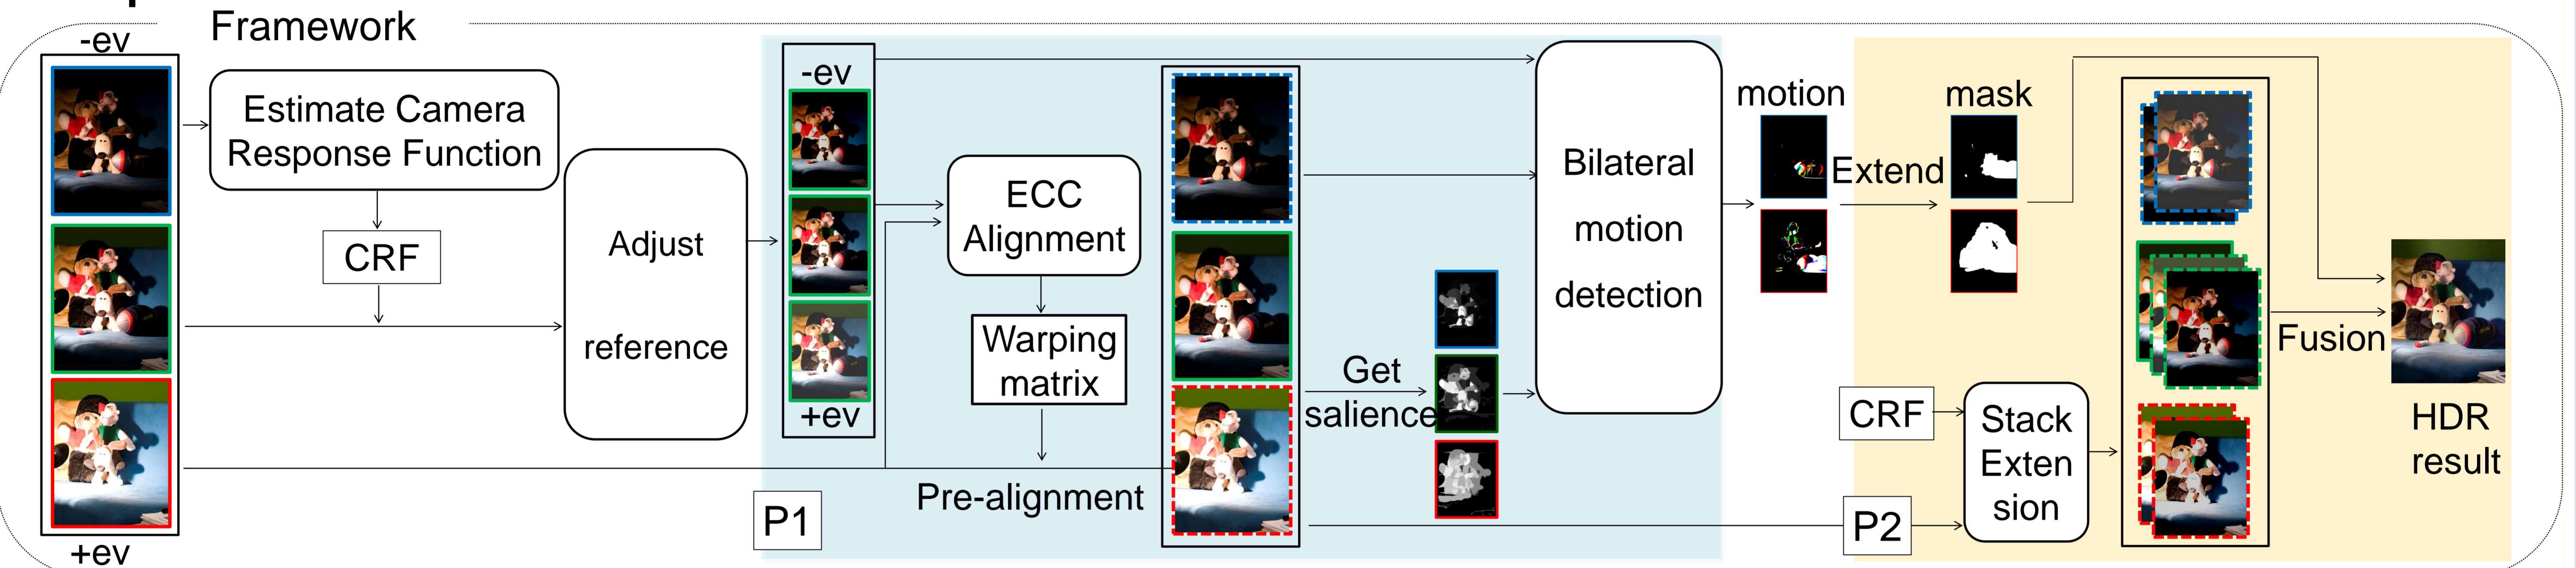 Framework
-ev
+ev
Estimate Camera
Response Function
CRF
Adjust
reference
-ev
+ev
P1
ECC
Alignment
Warping
matrix
Pre-alignment
Get
salience
Bilateral
motion
detection
motion
Extend
mask
CRF
P2
Stack
Exten
sion
Fusion
HDR
result